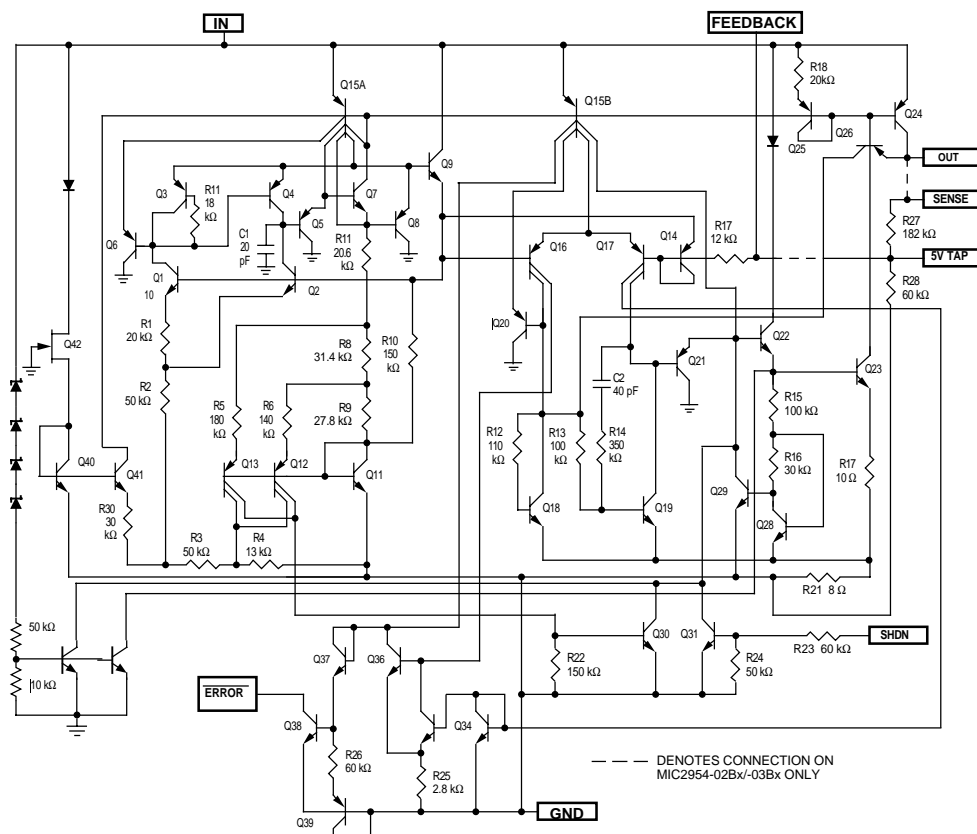 IN
FEEDBACK
R18
20kΩ
Q15A
Q15B
Q24
Q26
Q25
OUT
Q9
Q3
R11
18
kΩ
Q4
Q7
SENSE
Q5
Q8
Q6
C1
20
pF
R11
20.6
kΩ
Q16
Q17
Q14
R17
12 kΩ
R27
182 kΩ
5V TAP
R28
60 kΩ
Q1
10
Q2
Q42
R1
20 kΩ
R8
31.4 kΩ
R10
150
kΩ
Q20
Q21
Q22
Q23
C2
40 pF
R2
50 kΩ
R5
180
kΩ
R6
140
kΩ
R9
27.8 kΩ
R15
100 kΩ
R12
110
kΩ
R13
100
kΩ
R14
350
kΩ
R16
30 kΩ
R17
10 Ω
Q40
Q41
Q13
Q12
Q11
Q29
Q28
R30
30
kΩ
Q18
Q19
R3
50 kΩ
R4
13 kΩ
R21 8 Ω
50 kΩ
10 kΩ
Q37
Q36
R22
150 kΩ
Q30
Q31
R24
50 kΩ
R23 60 kΩ
SHDN
ERROR
Q38
Q34
R26
60 kΩ
R25
2.8 kΩ
DENOTES CONNECTION ON
MIC2954-02Bx/-03Bx ONLY
Q39
GND